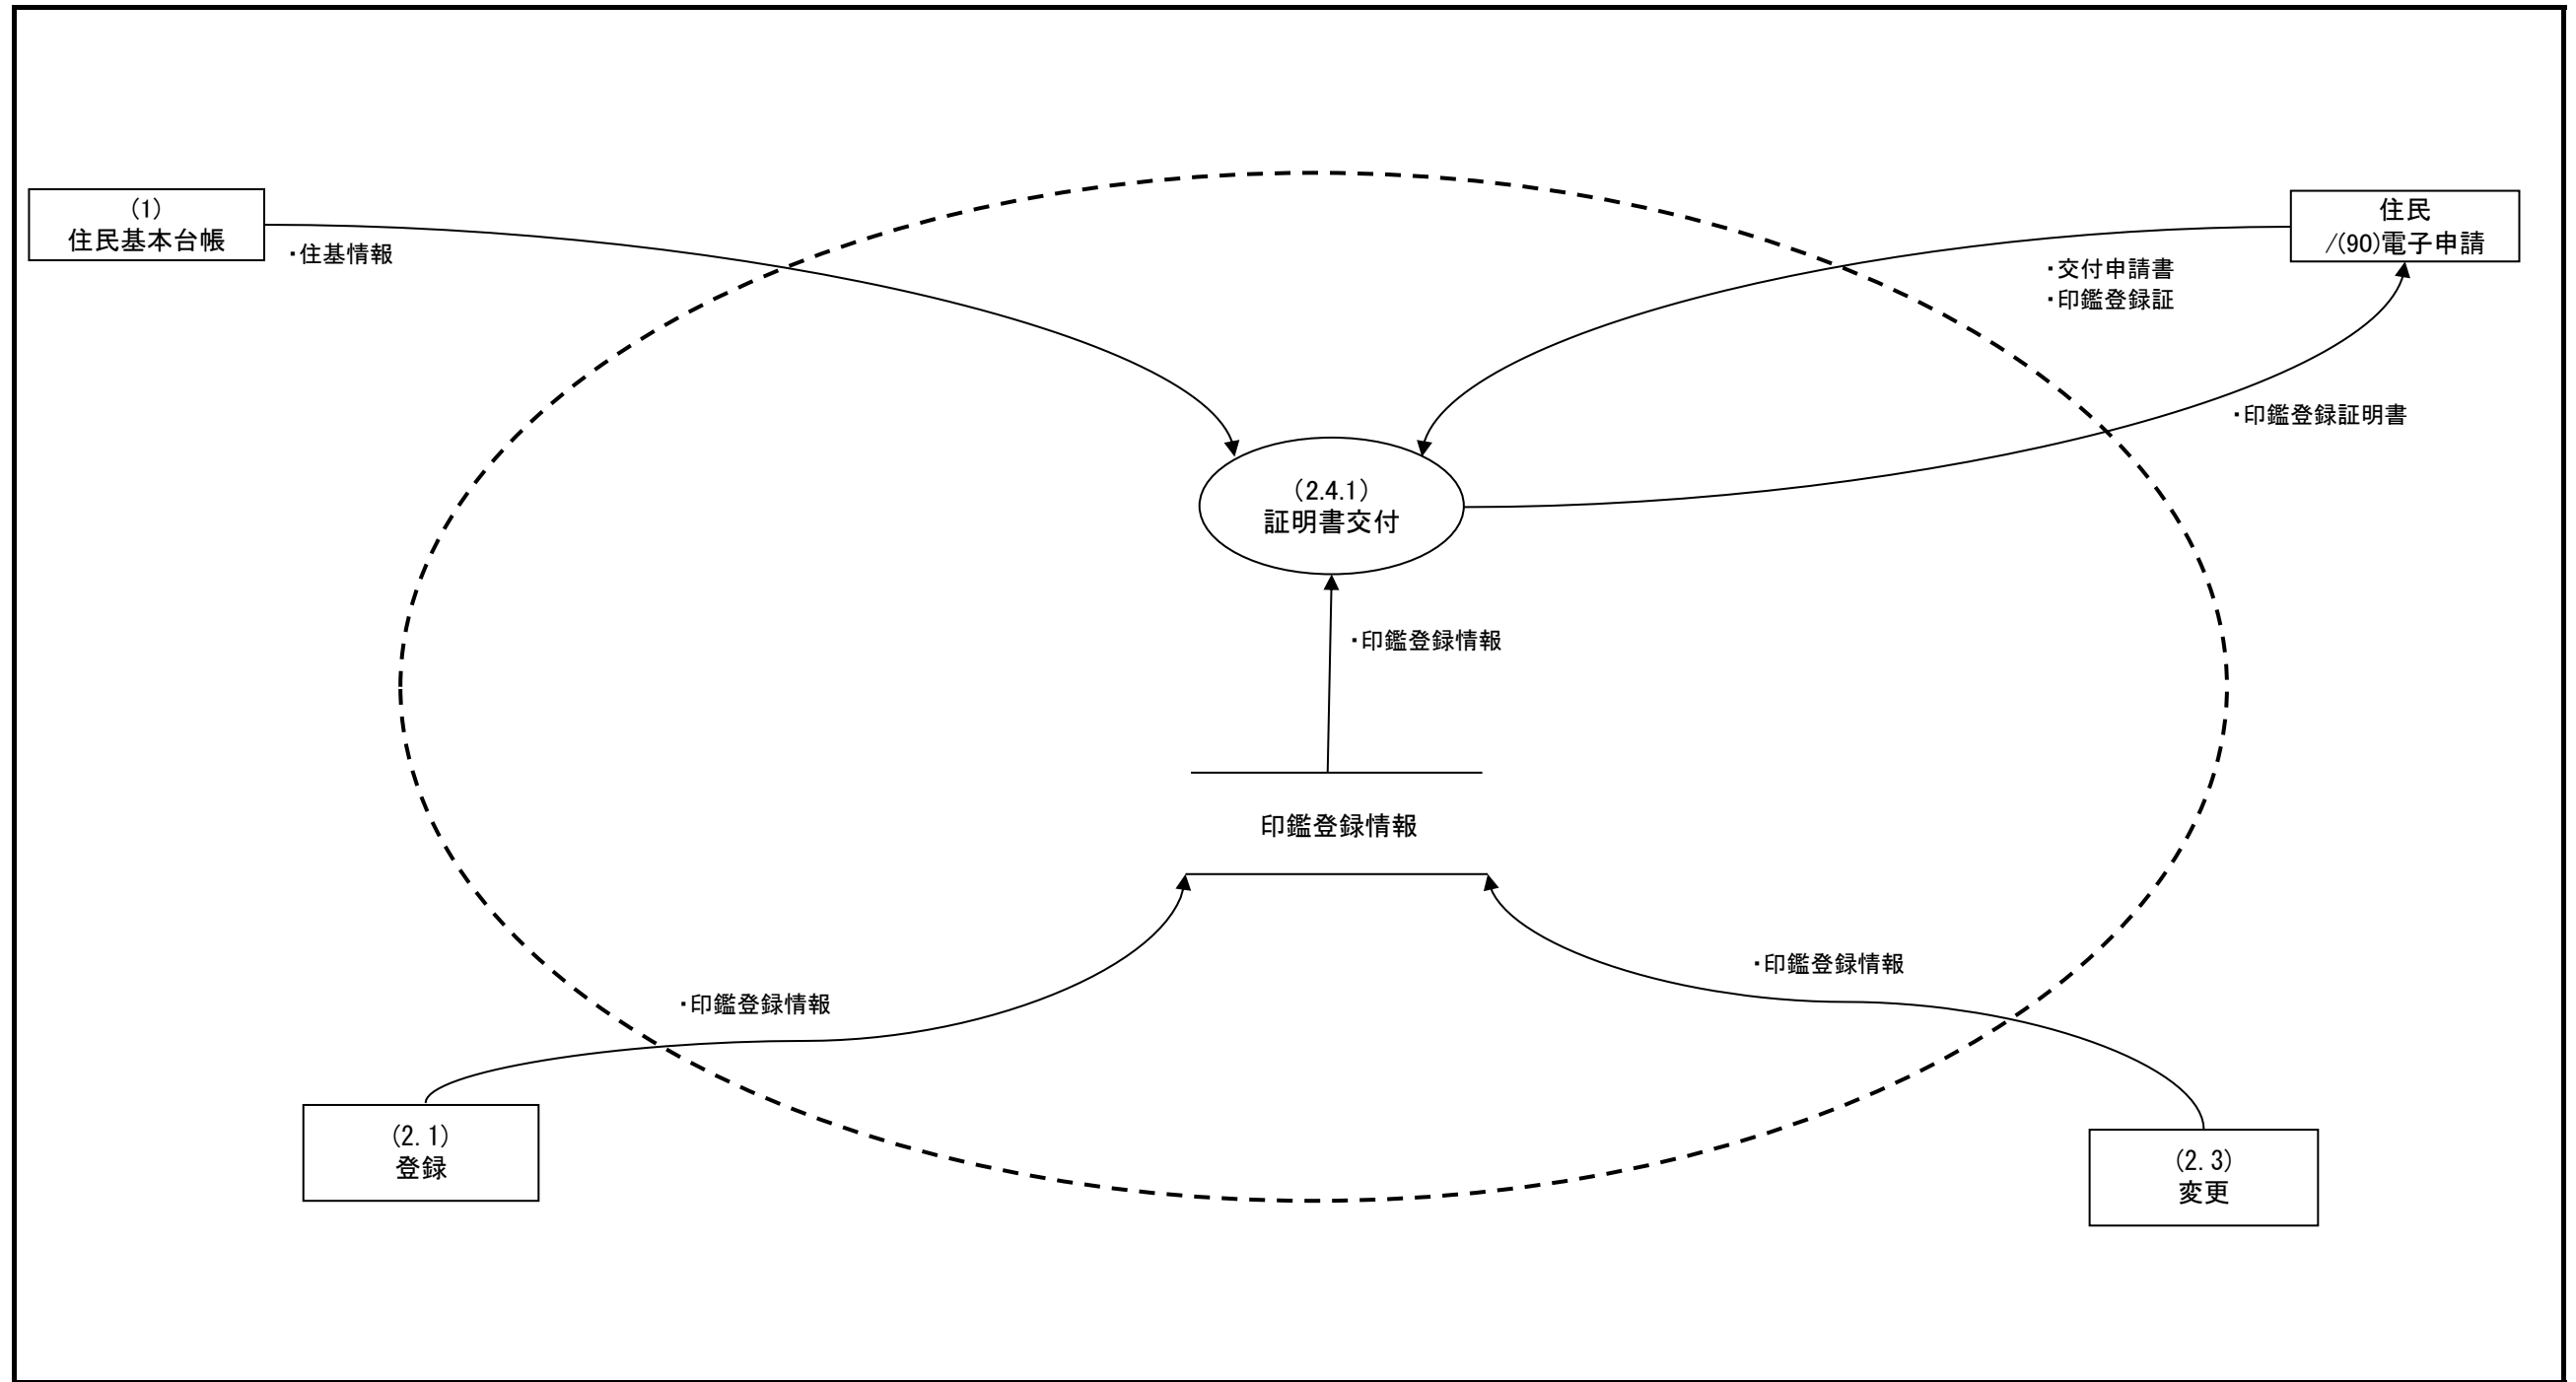 (1)
住民基本台帳
・住基情報
住民
/(90)電子申請
・交付申請書
・印鑑登録証
・印鑑登録証明書
(2.4.1)
証明書交付
・印鑑登録情報
印鑑登録情報
・印鑑登録情報
・印鑑登録情報
(2.1)
登録
(2.3)
変更